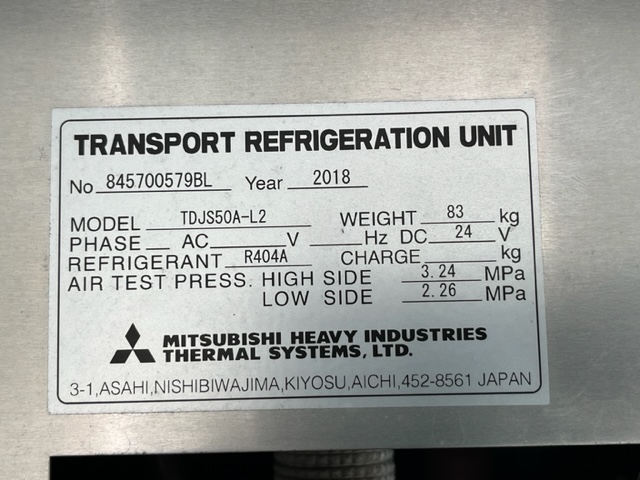 TRANSPORT REFRIGERATION UNIT
No 845700579BL Year 2018
MODEL TDJS50A-L2 WEIGHT 83 kg
PHASE AC V Hz DC 24 V
REFRIGERANT R404A CHARGE kg
AIR TEST PRESS. HIGH SIDE 3.24 MPa
LOW SIDE 2.26 MPa
MITSUBISHI HEAVY INDUSTRIES
THERMAL SYSTEMS, LTD.
3-1,ASAHI,NISHIBIWAJIMA,KIYOSU,AICHI,452-8561 JAPAN